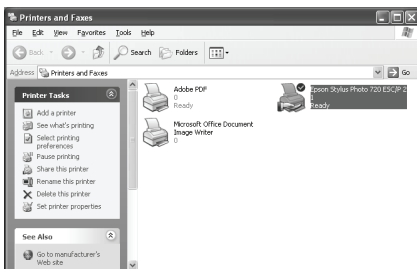 Printers and Faxes
File Edit View Favorites Tools Help
Back Search Folders
Address Printers and Faxes Go
Printer Tasks
Add a printer
See what's printing
Select printing
preferences
Pause printing
Share this printer
Rename this printer
Delete this printer
Set printer properties
See Also
Go to manufacturer's
Web site
Adobe PDF
0
Ready
Epson Stylus Photo 720 ESC/P 2
1
Ready
Microsoft Office Document
Image Writer
0